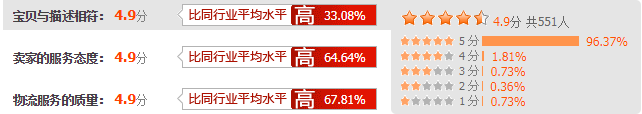 宝贝与描述相符： 4.9分 比同行业平均水平 高 33.08%
卖家的服务态度： 4.9分 比同行业平均水平 高 64.64%
物流服务的质量： 4.9分 比同行业平均水平 高 67.81%
4.9分 共551人
5 分 96.37%
4 分 1.81%
3 分 0.73%
2 分 0.36%
1 分 0.73%